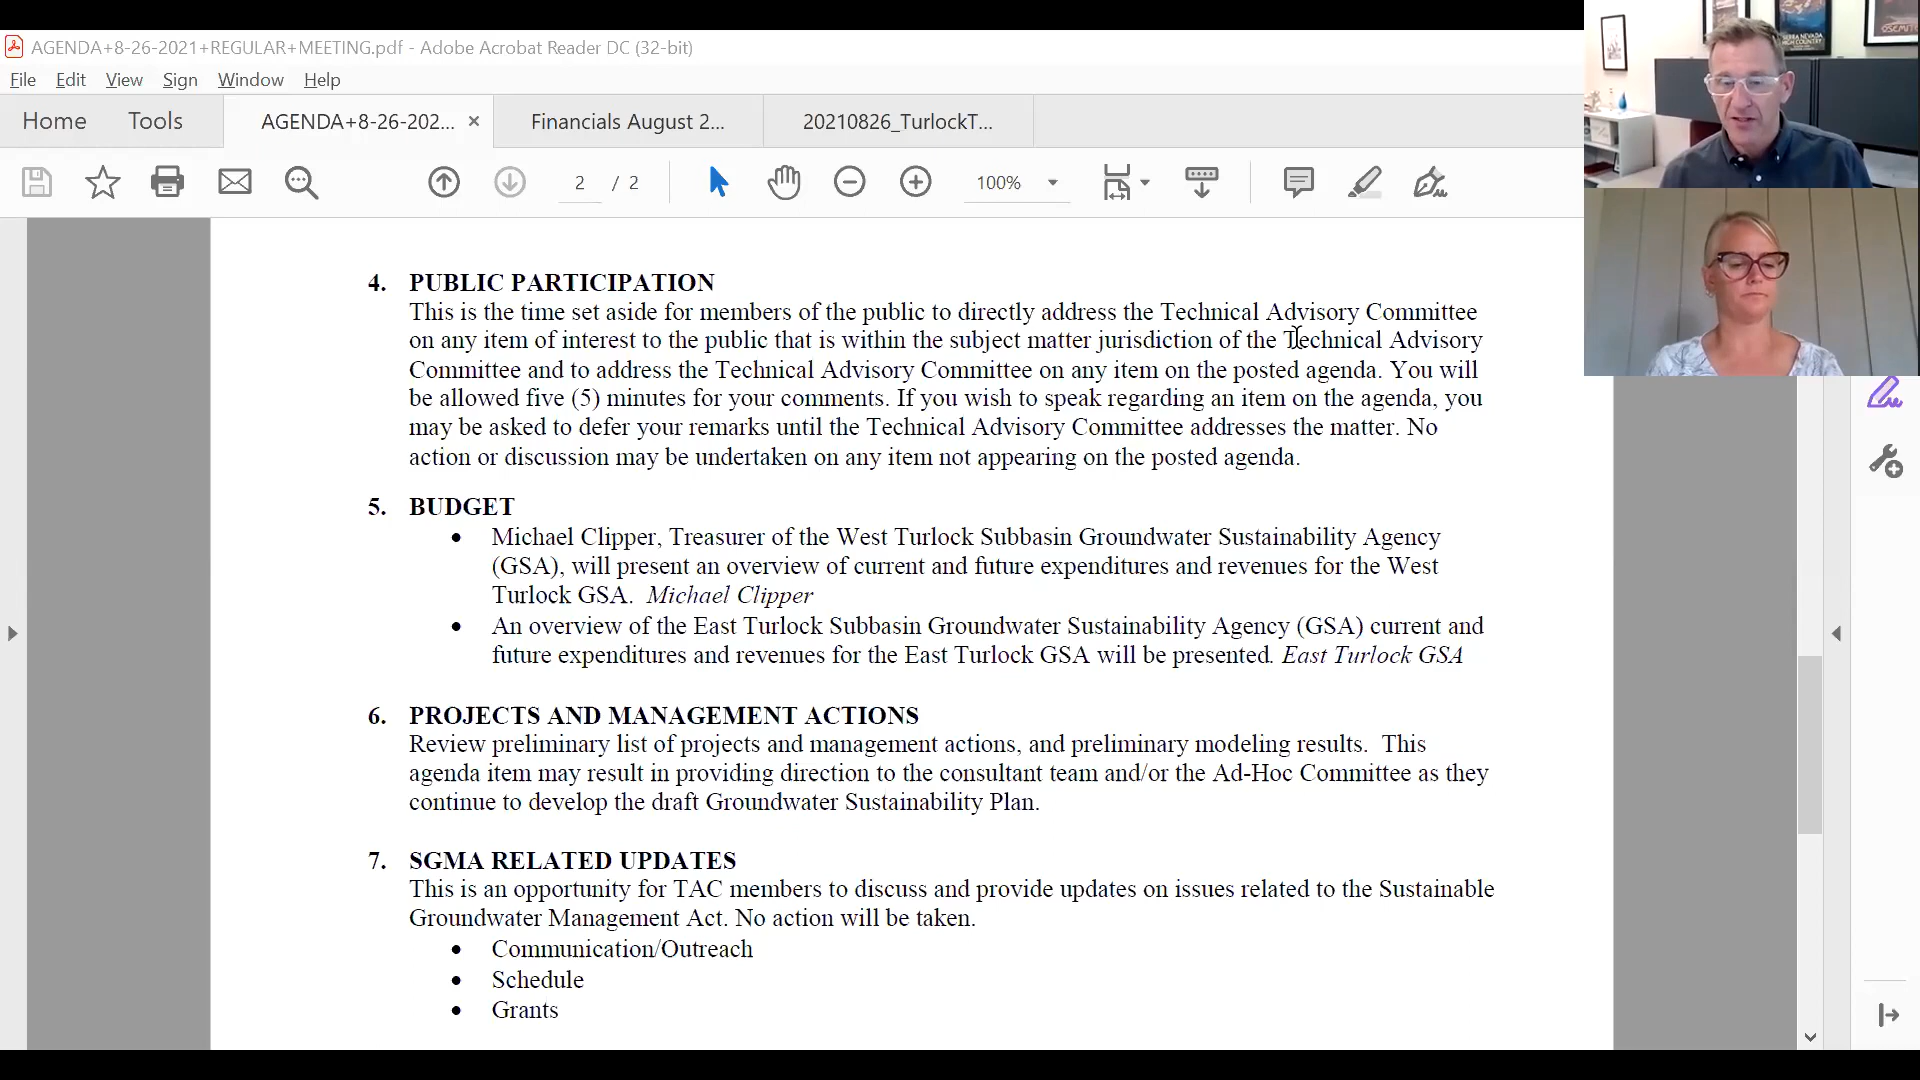 AGENDA+8-26-2021+REGULAR+MEETING.pdf - Adobe Acrobat Reader DC (32-bit)
File Edit View Sign Window Help
Home Tools AGENDA+8-26-202... × Financials August 2... 20210826_TurlockT...
2 / 2 100%
4. PUBLIC PARTICIPATION
This is the time set aside for members of the public to directly address the Technical Advisory Committee
on any item of interest to the public that is within the subject matter jurisdiction of the Technical Advisory
Committee and to address the Technical Advisory Committee on any item on the posted agenda. You will
be allowed five (5) minutes for your comments. If you wish to speak regarding an item on the agenda, you
may be asked to defer your remarks until the Technical Advisory Committee addresses the matter. No
action or discussion may be undertaken on any item not appearing on the posted agenda.
5. BUDGET
• Michael Clipper, Treasurer of the West Turlock Subbasin Groundwater Sustainability Agency
(GSA), will present an overview of current and future expenditures and revenues for the West
Turlock GSA. Michael Clipper
• An overview of the East Turlock Subbasin Groundwater Sustainability Agency (GSA) current and
future expenditures and revenues for the East Turlock GSA will be presented. East Turlock GSA
6. PROJECTS AND MANAGEMENT ACTIONS
Review preliminary list of projects and management actions, and preliminary modeling results. This
agenda item may result in providing direction to the consultant team and/or the Ad-Hoc Committee as they
continue to develop the draft Groundwater Sustainability Plan.
7. SGMA RELATED UPDATES
This is an opportunity for TAC members to discuss and provide updates on issues related to the Sustainable
Groundwater Management Act. No action will be taken.
• Communication/Outreach
• Schedule
• Grants